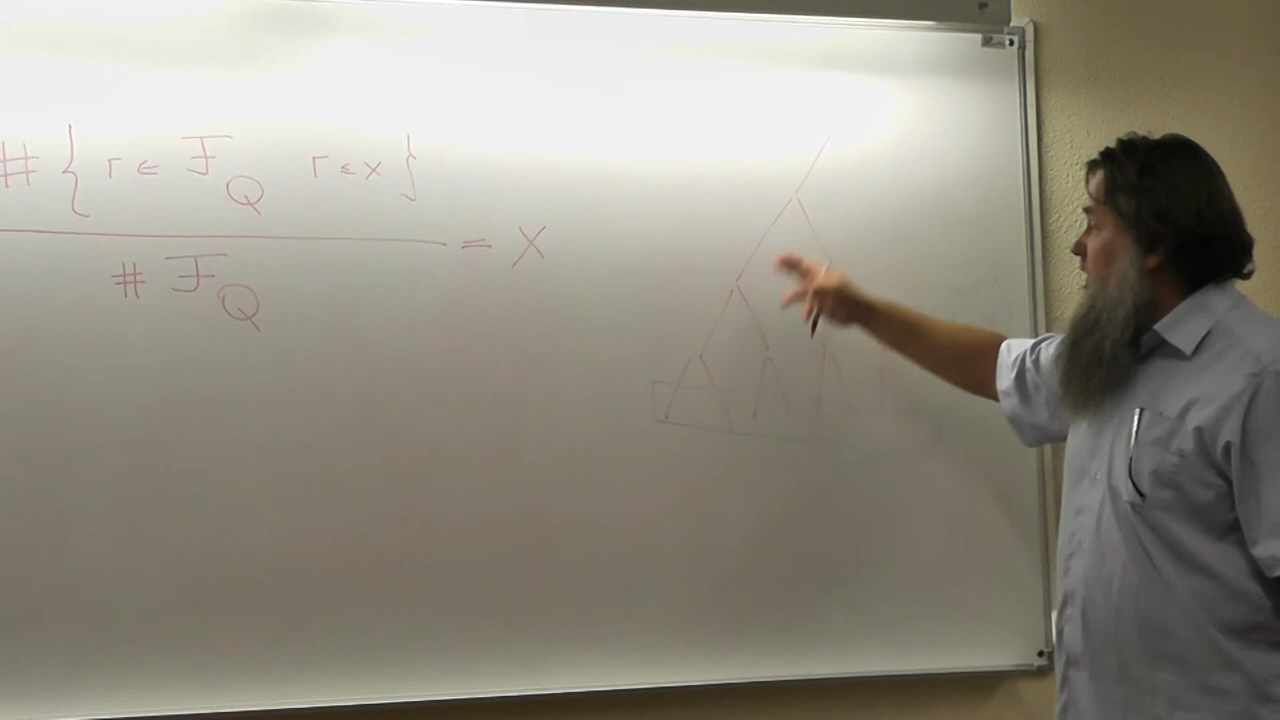 # { r ∈ F_Q   r ≤ x }
= X
# F_Q